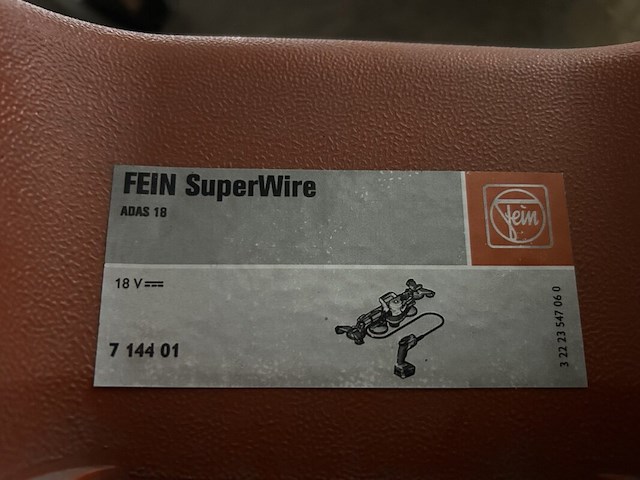 FEIN SuperWire
ADAS 18
Fein
18 V
7 144 01
3 22 23 547 06 0